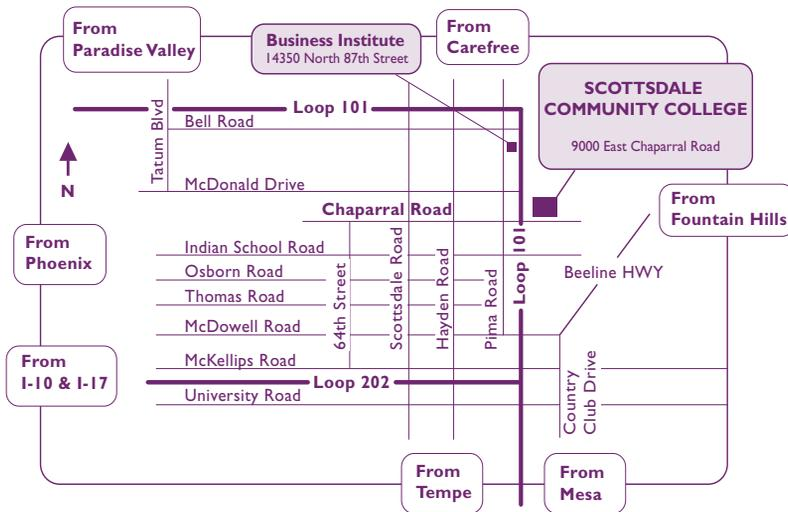 From
Paradise Valley
Business Institute
14350 North 87th Street
From
Carefree
SCOTTSDALE
COMMUNITY COLLEGE
9000 East Chaparral Road
Loop 101
Bell Road
Tatum Blvd
N
McDonald Drive
Chaparral Road
From
Fountain Hills
From
Phoenix
Indian School Road
Osborn Road
Thomas Road
McDowell Road
McKellips Road
64th Street
Scottsdale Road
Hayden Road
Pima Road
Loop 101
Beeline HWY
From
I-10 & I-17
Loop 202
University Road
Country
Club Drive
From
Tempe
From
Mesa